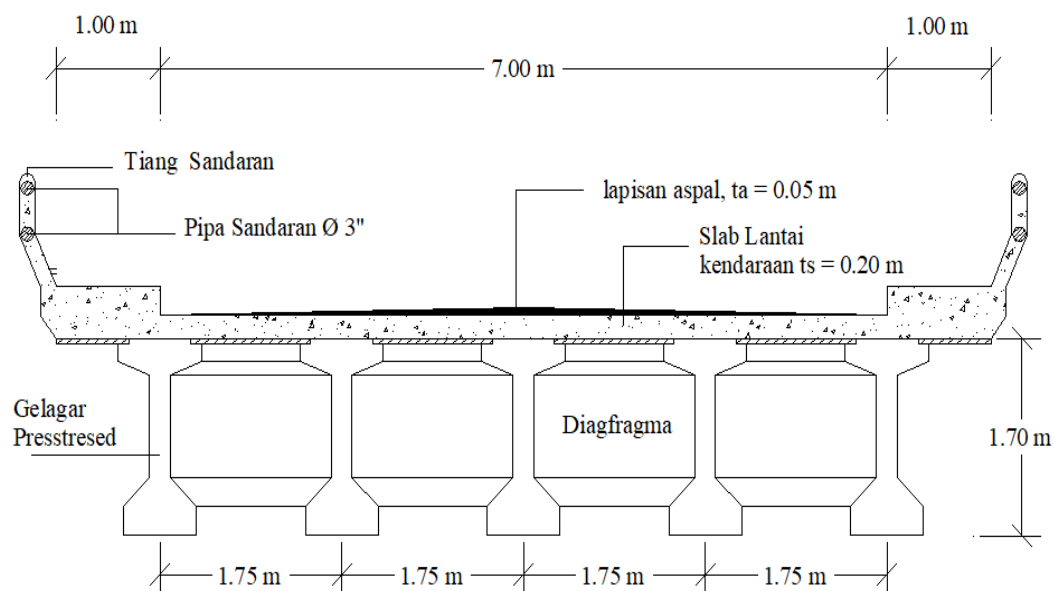 1.00 m
1.00 m
7.00 m
Tiang Sandaran
lapisan aspal, ta = 0.05 m
Pipa Sandaran Ø 3"
Slab Lantai
kendaraan ts = 0.20 m
Gelagar
Presstresed
Diagfragma
1.70 m
1.75 m
1.75 m
1.75 m
1.75 m